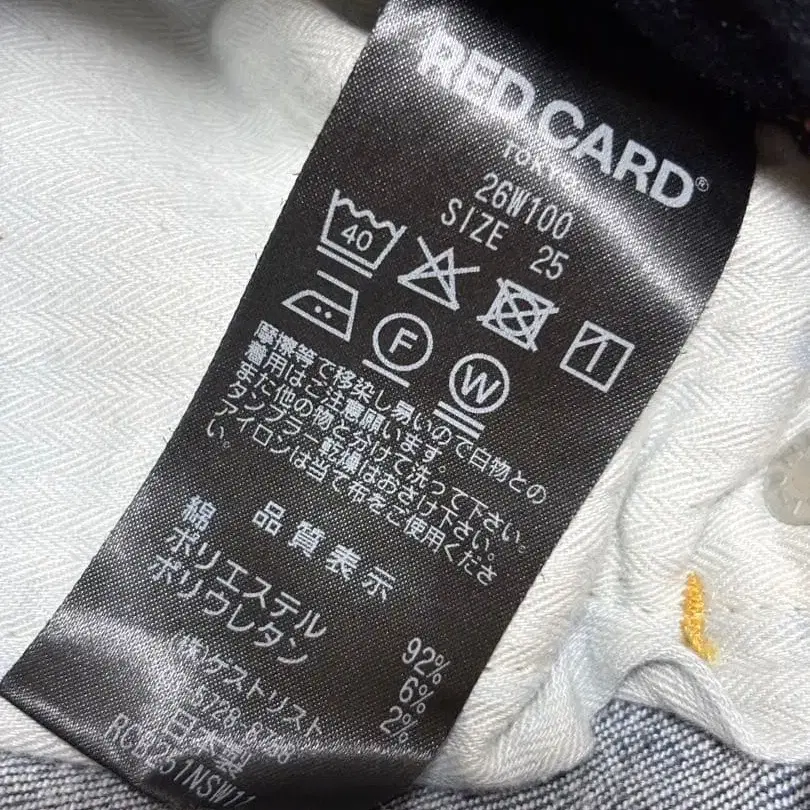 RED CARD®
TOKYO
26W100
SIZE 25
40
F W
摩擦等で移染し易いので白物との
着用はご注意願います。
また他の物と分けて洗って下さい。
タンブラー乾燥はおさけ下さい。
アイロンは当て布をご使用くださ
い。
品質表示
綿 92%
ポリエステル 6%
ポリウレタン 2%
(株)ゲストリスト
日本製